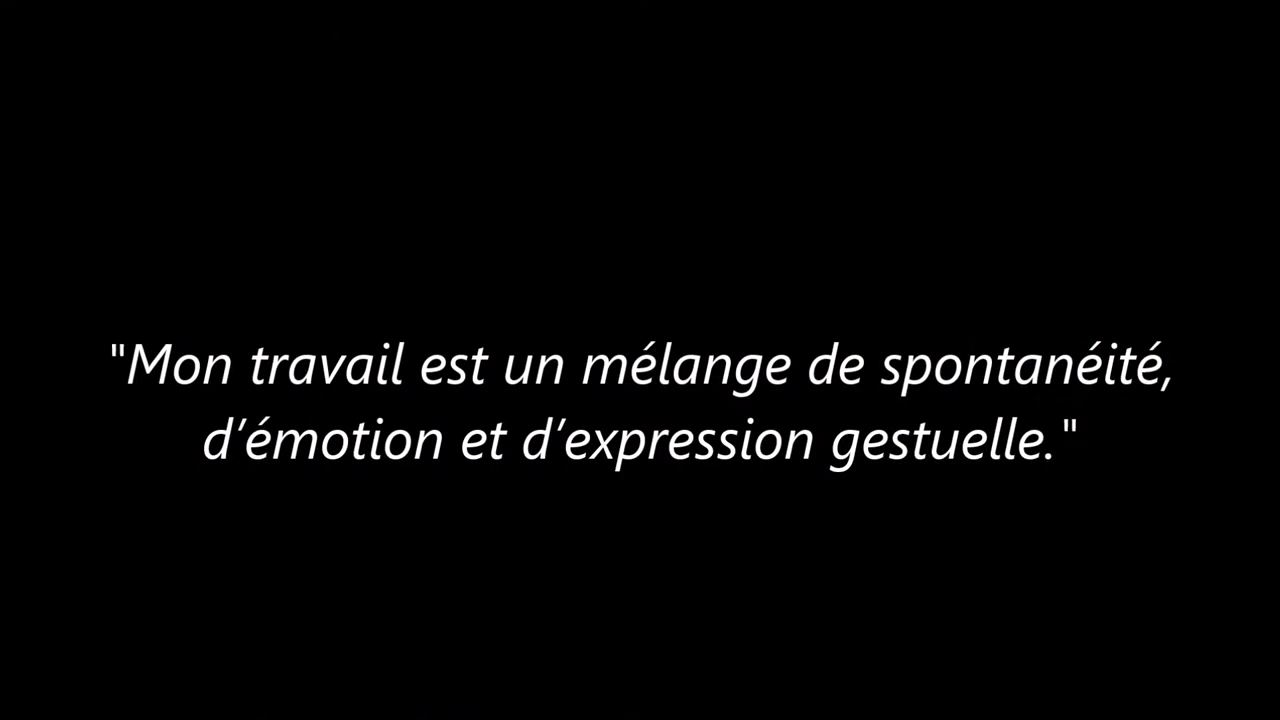 "Mon travail est un mélange de spontanéité,
d’émotion et d’expression gestuelle."